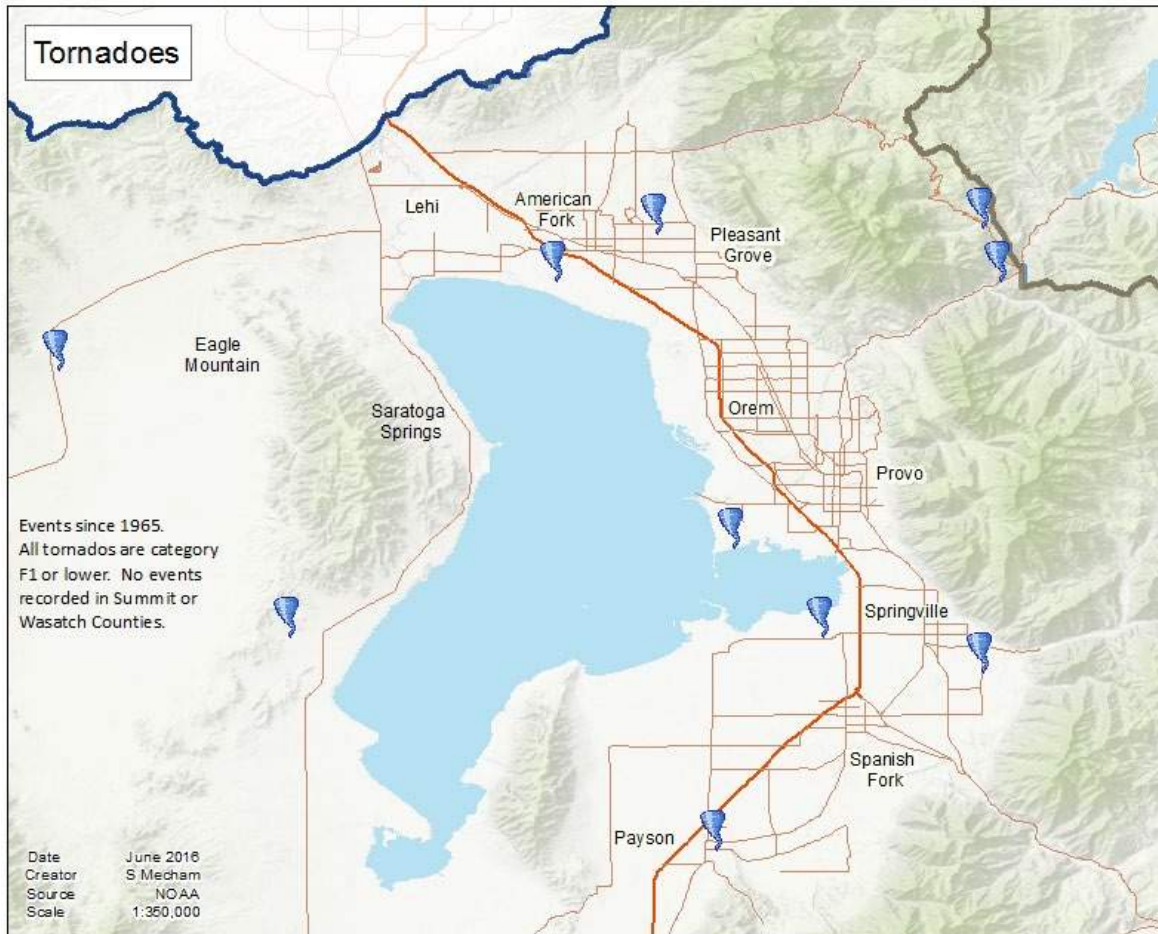 Tornadoes
Lehi
American
Fork
Pleasant
Grove
Eagle
Mountain
Saratoga
Springs
Orem
Provo
Events since 1965.
All tornados are category
F1 or lower.  No events
recorded in Summit or
Wasatch Counties.
Springville
Spanish
Fork
Payson
Date June 2016
Creator S Mecham
Source NOAA
Scale 1:350,000